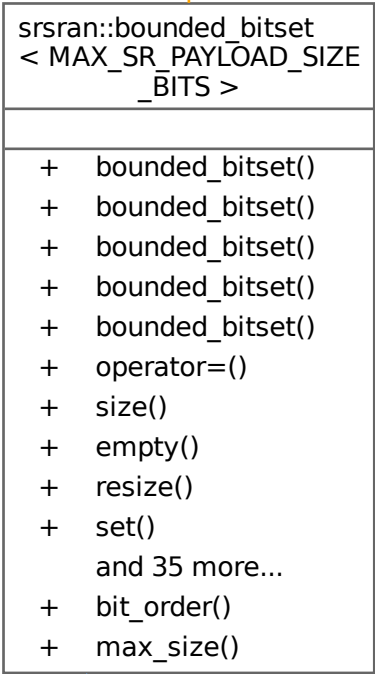 srsran::bounded_bitset
< MAX_SR_PAYLOAD_SIZE
_BITS >
+ bounded_bitset()
+ bounded_bitset()
+ bounded_bitset()
+ bounded_bitset()
+ bounded_bitset()
+ operator=()
+ size()
+ empty()
+ resize()
+ set()
and 35 more...
+ bit_order()
+ max_size()